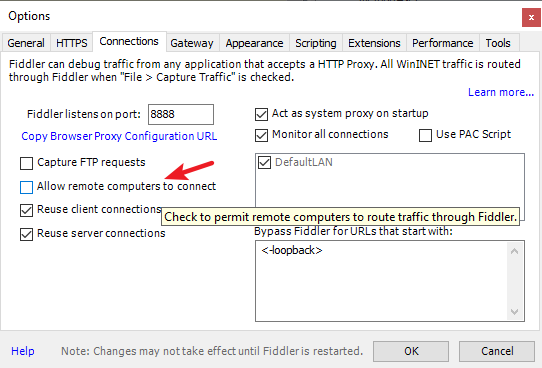 Options
x
General HTTPS Connections Gateway Appearance Scripting Extensions Performance Tools
Fiddler can debug traffic from any application that accepts a HTTP Proxy. All WinINET traffic is routed
through Fiddler when "File > Capture Traffic" is checked.
Learn more...
Fiddler listens on port: 8888
Copy Browser Proxy Configuration URL
Capture FTP requests
Allow remote computers to connect
Reuse client connections
Reuse server connections
Act as system proxy on startup
Monitor all connections Use PAC Script
DefaultLAN
Check to permit remote computers to route traffic through Fiddler.
Bypass Fiddler for URLs that start with:
<-loopback>
Help Note: Changes may not take effect until Fiddler is restarted. OK Cancel